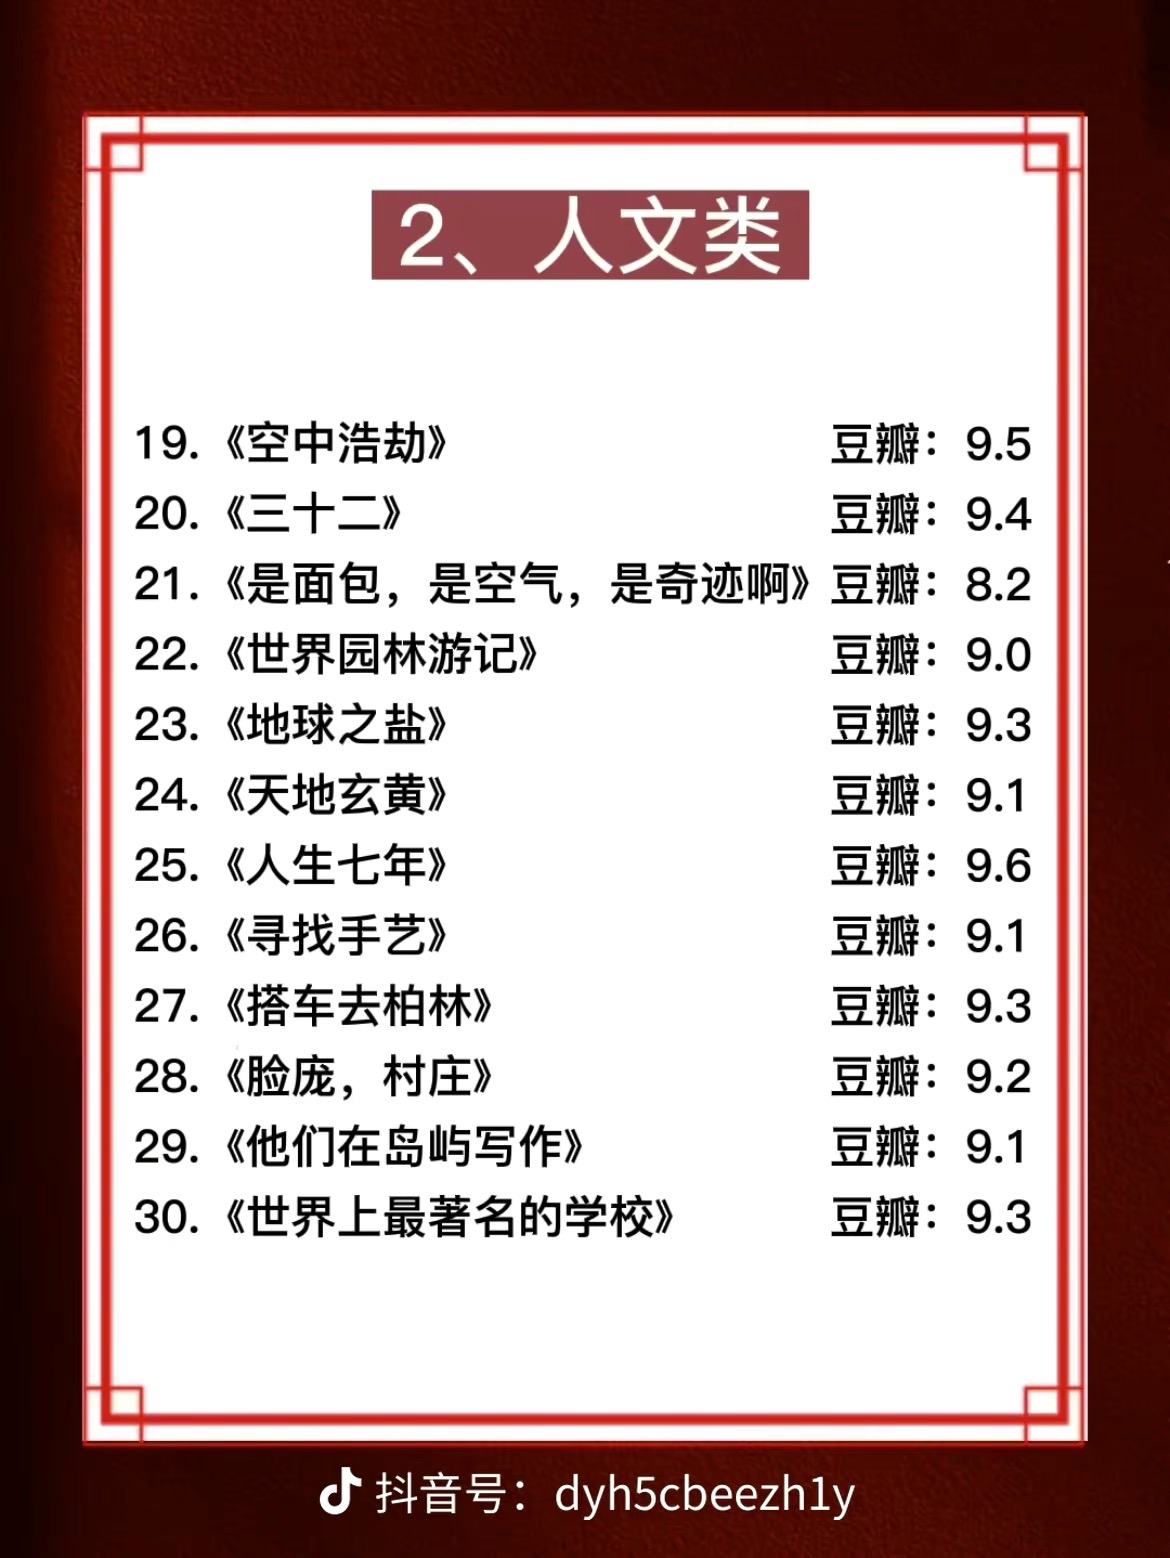 2、人文类
19.《空中浩劫》 豆瓣：9.5
20.《三十二》 豆瓣：9.4
21.《是面包，是空气，是奇迹啊》豆瓣：8.2
22.《世界园林游记》 豆瓣：9.0
23.《地球之盐》 豆瓣：9.3
24.《天地玄黄》 豆瓣：9.1
25.《人生七年》 豆瓣：9.6
26.《寻找手艺》 豆瓣：9.1
27.《搭车去柏林》 豆瓣：9.3
28.《脸庞，村庄》 豆瓣：9.2
29.《他们在岛屿写作》 豆瓣：9.1
30.《世界上最著名的学校》 豆瓣：9.3
抖音号：dyh5cbeezh1y